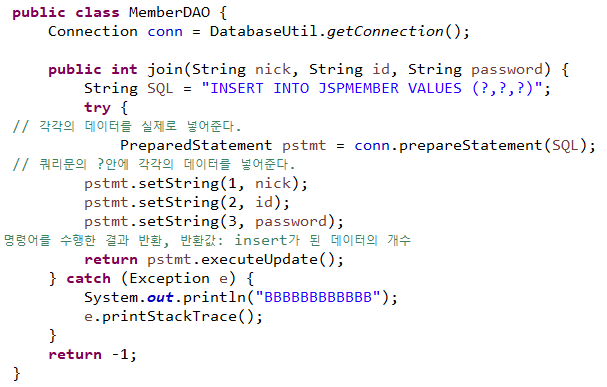 public class MemberDAO {
    Connection conn = DatabaseUtil.getConnection();

    public int join(String nick, String id, String password) {
        String SQL = "INSERT INTO JSPMEMBER VALUES (?,?,?)";
        try {
// 각각의 데이터를 실제로 넣어준다.
            PreparedStatement pstmt = conn.prepareStatement(SQL);
// 쿼리문의 ?안에 각각의 데이터를 넣어준다.
        pstmt.setString(1, nick);
        pstmt.setString(2, id);
        pstmt.setString(3, password);
명령어를 수행한 결과 반환, 반환값: insert가 된 데이터의 개수
        return pstmt.executeUpdate();
    } catch (Exception e) {
        System.out.println("BBBBBBBBBBBB");
        e.printStackTrace();
    }
    return -1;
}